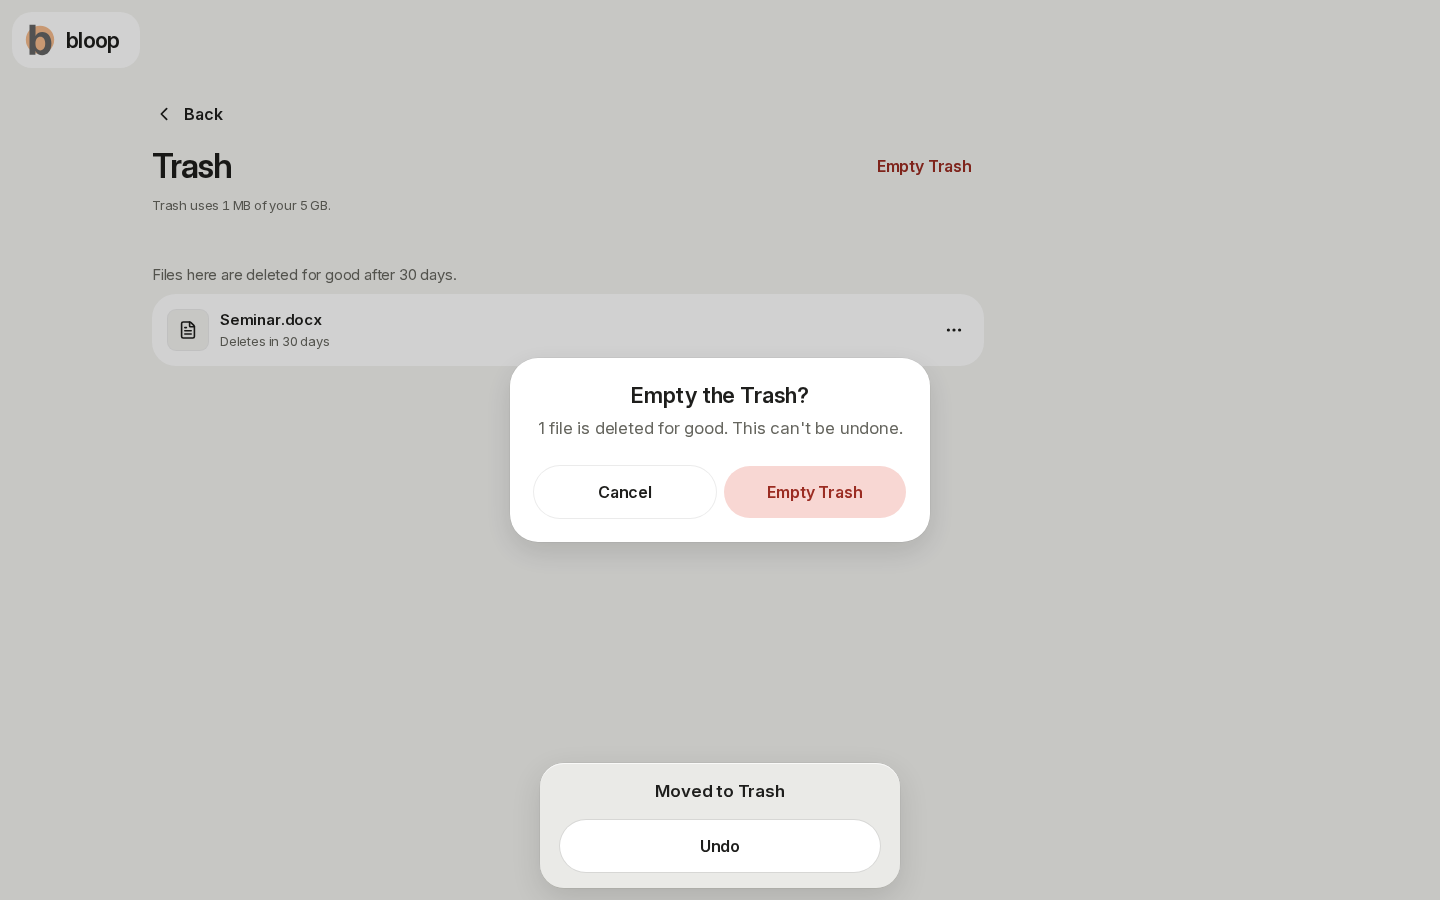 bloop
Back
Trash
Empty Trash
Trash uses 1 MB of your 5 GB.
Files here are deleted for good after 30 days.
Seminar.docx
Deletes in 30 days
Empty the Trash?
1 file is deleted for good. This can't be undone.
Cancel
Empty Trash
Moved to Trash
Undo